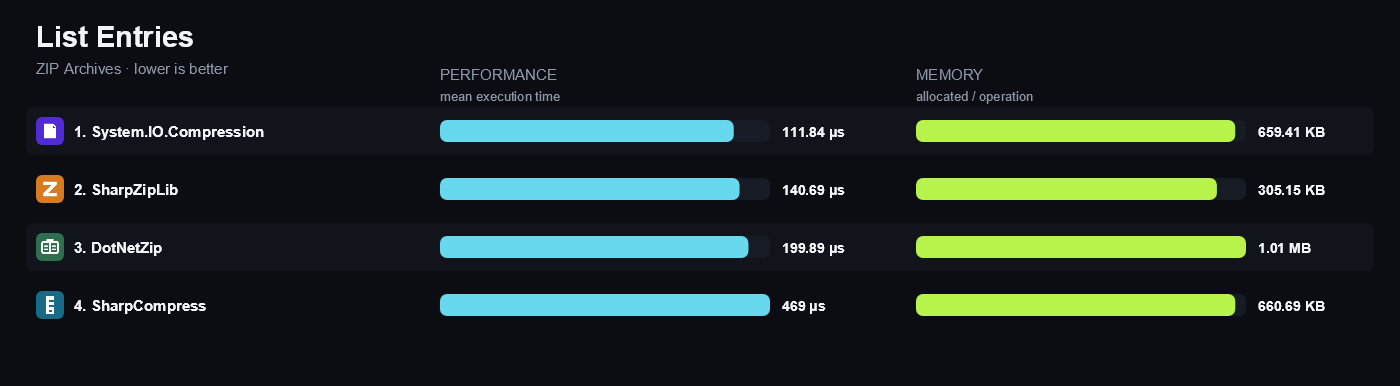 List Entries
ZIP Archives · lower is better
PERFORMANCE
mean execution time
MEMORY
allocated / operation
1. System.IO.Compression 111.84 µs 659.41 KB
2. SharpZipLib 140.69 µs 305.15 KB
3. DotNetZip 199.89 µs 1.01 MB
4. SharpCompress 469 µs 660.69 KB